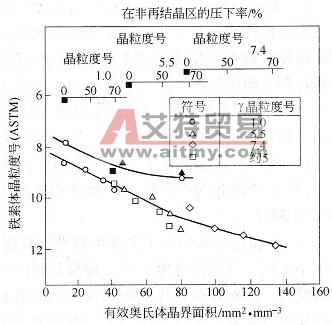 在非再结晶区的压下率/%
7.4
晶粒度号
晶粒度号
5.5
0
50
70
晶粒度号
1.0
0
50
70
0
50
70
符号
γ晶粒度号
1.0
5.5
7.4
艾特贸易网
www.aitmy.com
6
8
10
12
铁素体晶粒度号(ASTM)
0
20
40
60
80
100
120
140
160
有效奥氏体晶界面积/mm²·mm⁻³